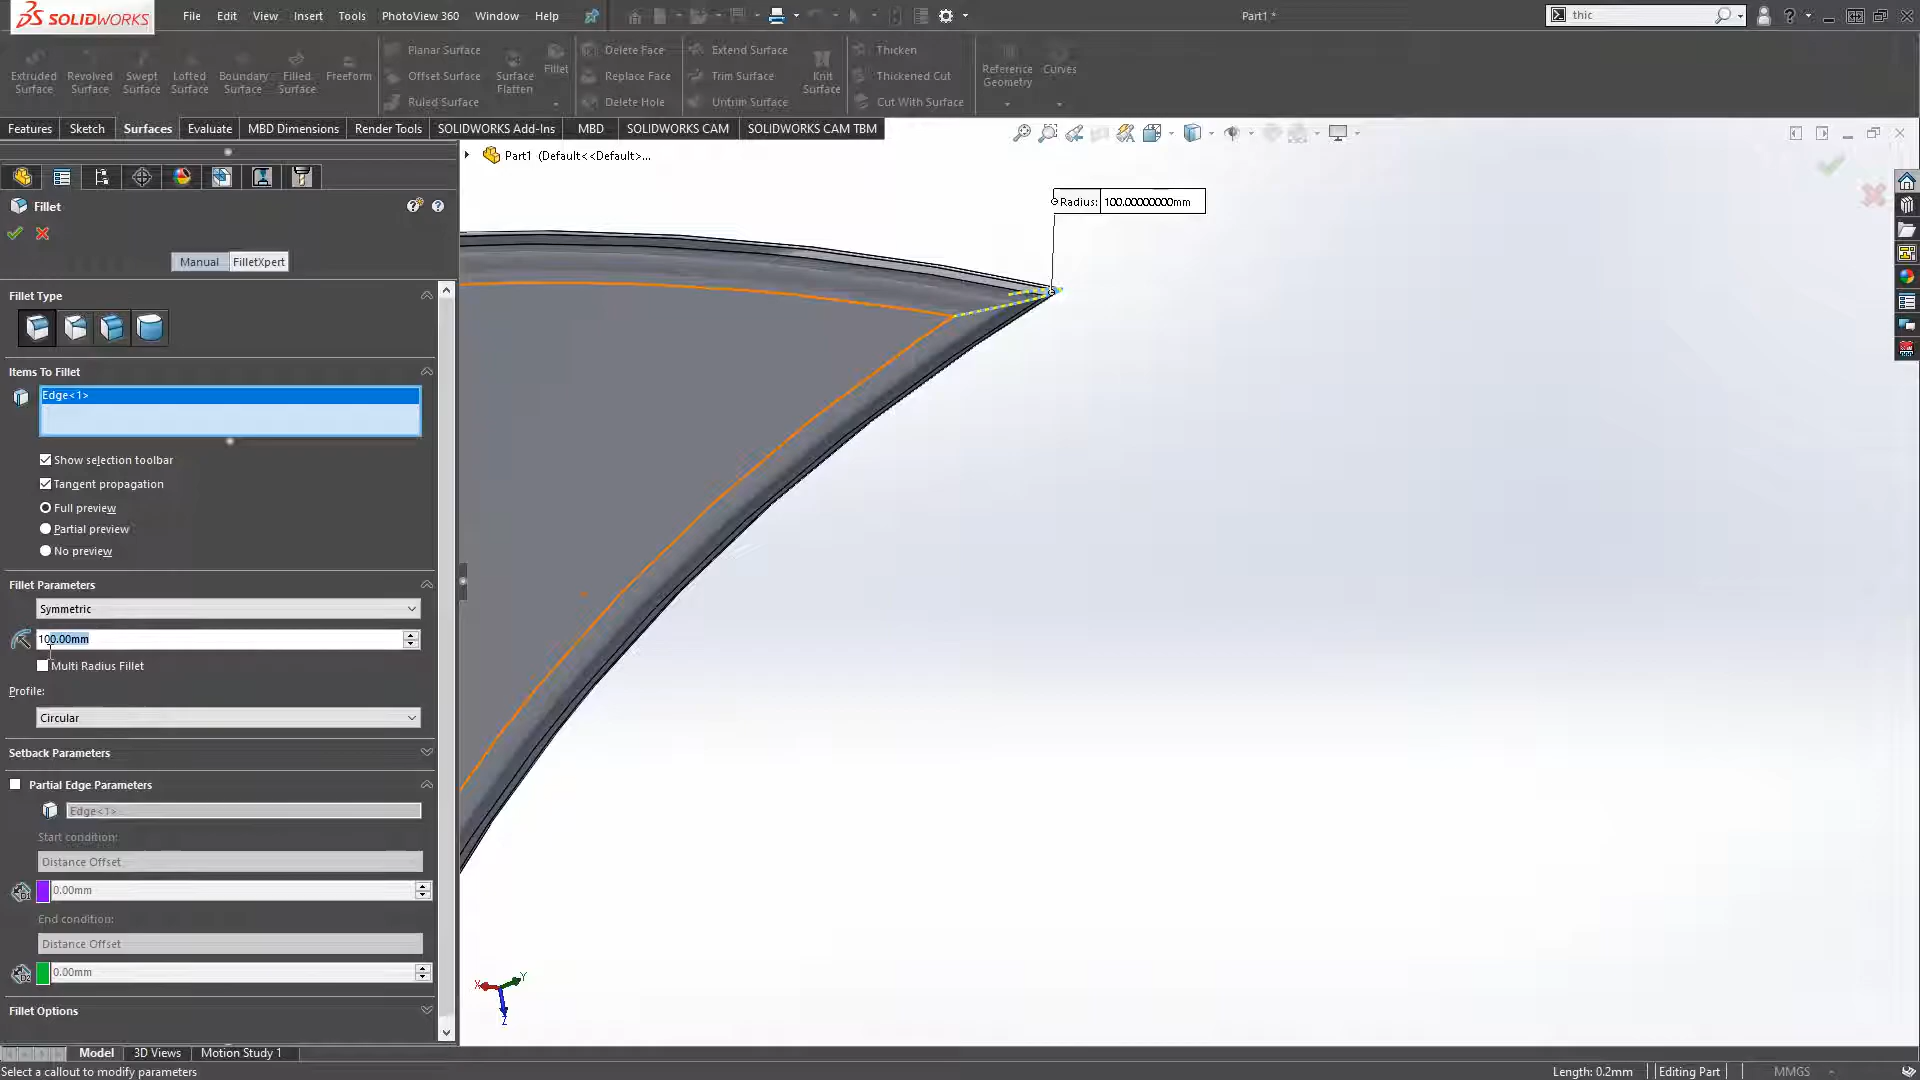 SOLIDWORKS
File Edit View Insert Tools PhotoView 360 Window Help
Part1 *
thic
Extruded Surface
Revolved Surface
Swept Surface
Lofted Surface
Boundary Surface
Filled Surface
Freeform
Planar Surface
Offset Surface
Ruled Surface
Surface Flatten
Fillet
Delete Face
Replace Face
Delete Hole
Extend Surface
Trim Surface
Untrim Surface
Knit Surface
Thicken
Thickened Cut
Cut With Surface
Reference Geometry
Curves
Features Sketch Surfaces Evaluate MBD Dimensions Render Tools SOLIDWORKS Add-Ins MBD SOLIDWORKS CAM SOLIDWORKS CAM TBM
Part1 (Default<<Default>...
Fillet
Manual FilletXpert
Fillet Type
Items To Fillet
Edge<1>
Show selection toolbar
Tangent propagation
Full preview
Partial preview
No preview
Fillet Parameters
Symmetric
100.00mm
Multi Radius Fillet
Profile:
Circular
Setback Parameters
Partial Edge Parameters
Edge<1>
Start condition:
Distance Offset
0.00mm
End condition:
Distance Offset
0.00mm
Fillet Options
Radius: 100.00000000mm
X Y Z
Model 3D Views Motion Study 1
Select a callout to modify parameters
Length: 0.2mm Editing Part MMGS